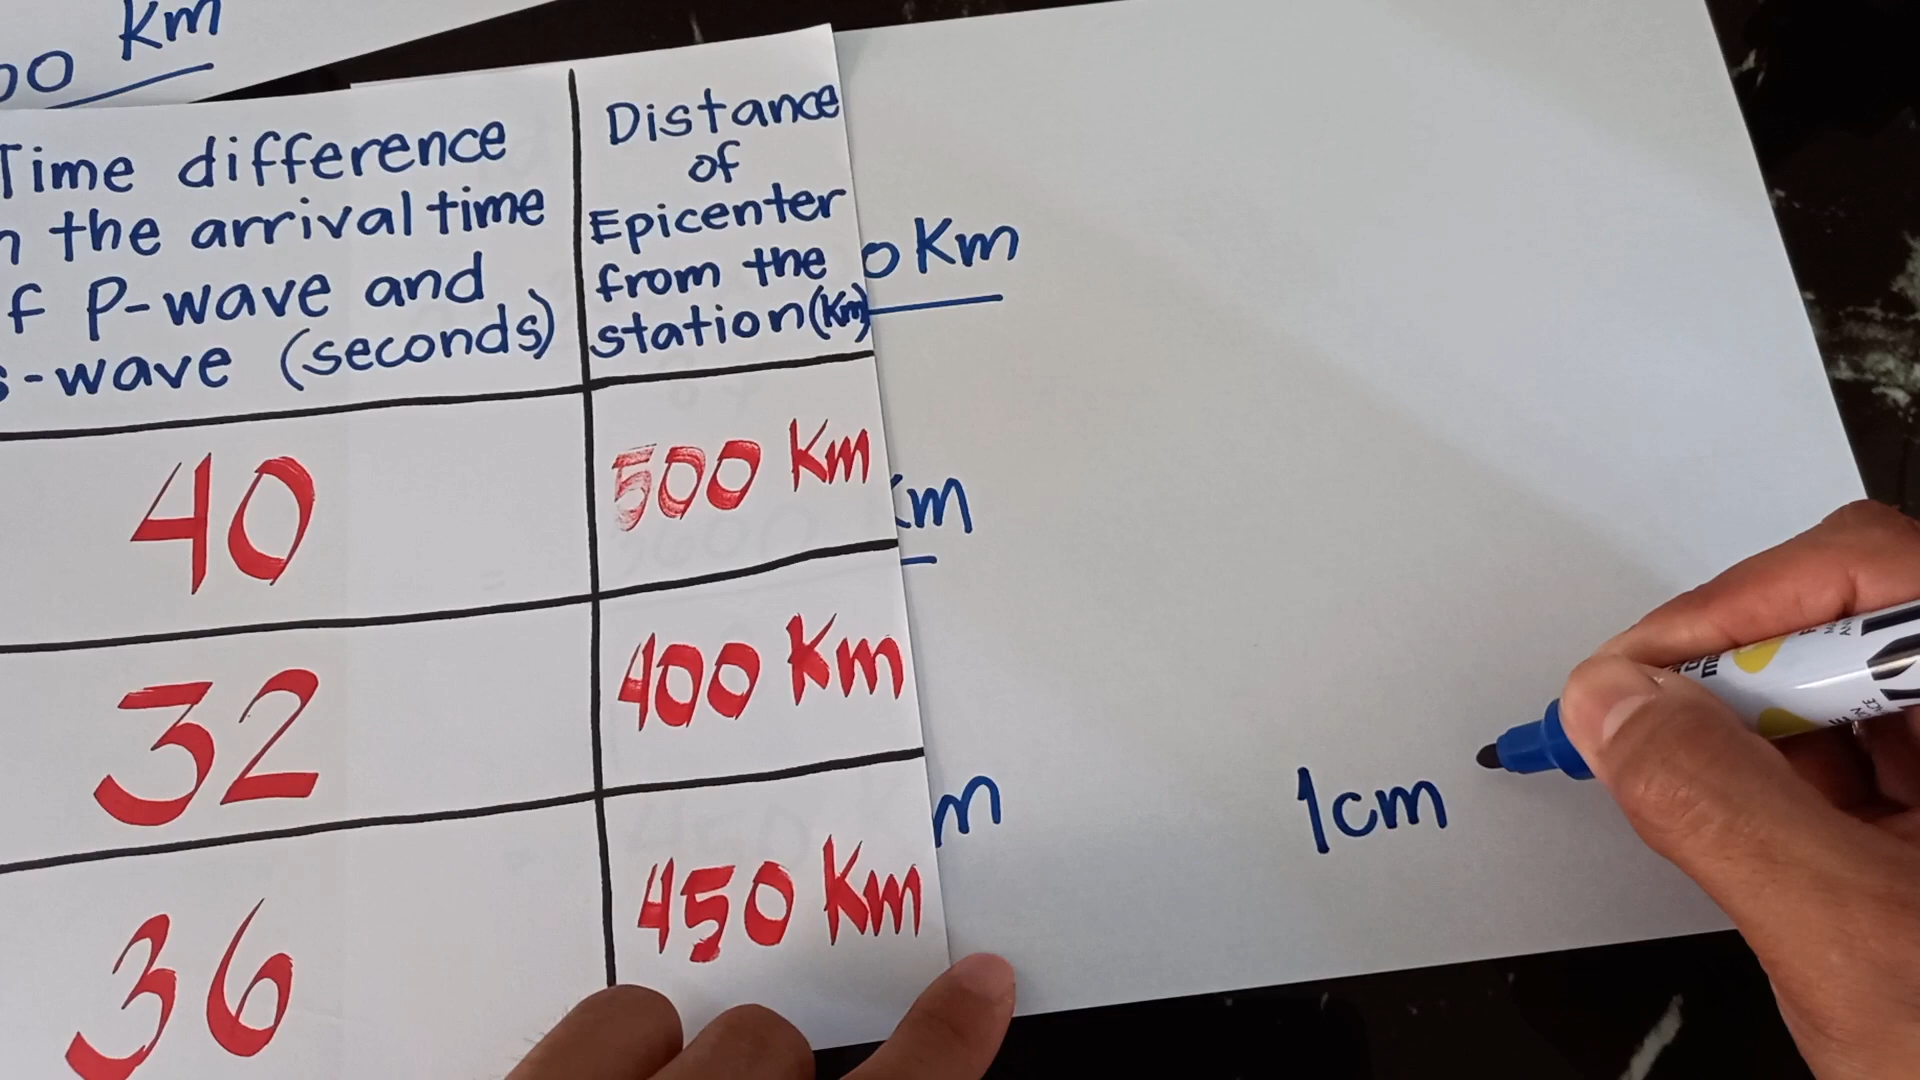 Km
Time difference
the arrival time
P-wave and
-wave (seconds)
Distance
of
Epicenter
from the
station (Km)
Km
40
500 Km
32
400 Km
36
450 Km
1cm